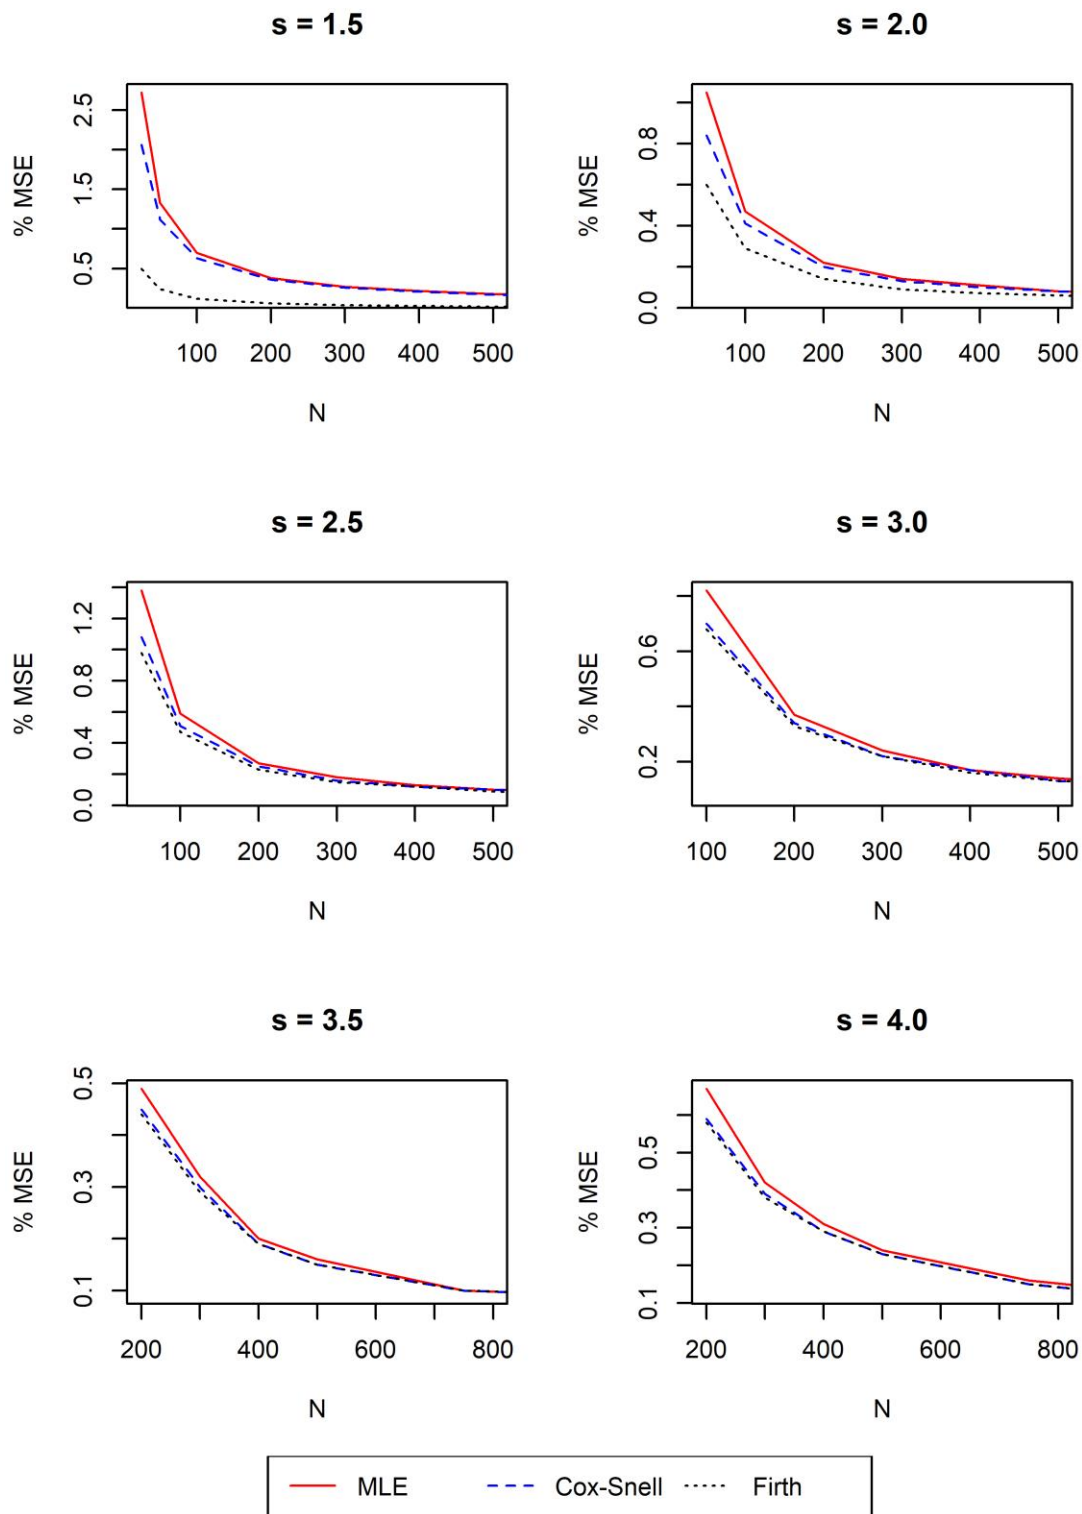 s = 1.5
% MSE
2.5
1.5
0.5
100 200 300 400 500
N
s = 2.0
% MSE
0.8
0.4
0.0
100 200 300 400 500
N
s = 2.5
% MSE
1.2
0.8
0.4
0.0
100 200 300 400 500
N
s = 3.0
% MSE
0.6
0.2
100 200 300 400 500
N
s = 3.5
% MSE
0.5
0.3
0.1
200 400 600 800
N
s = 4.0
% MSE
0.5
0.3
0.1
200 400 600 800
N
MLE Cox-Snell Firth